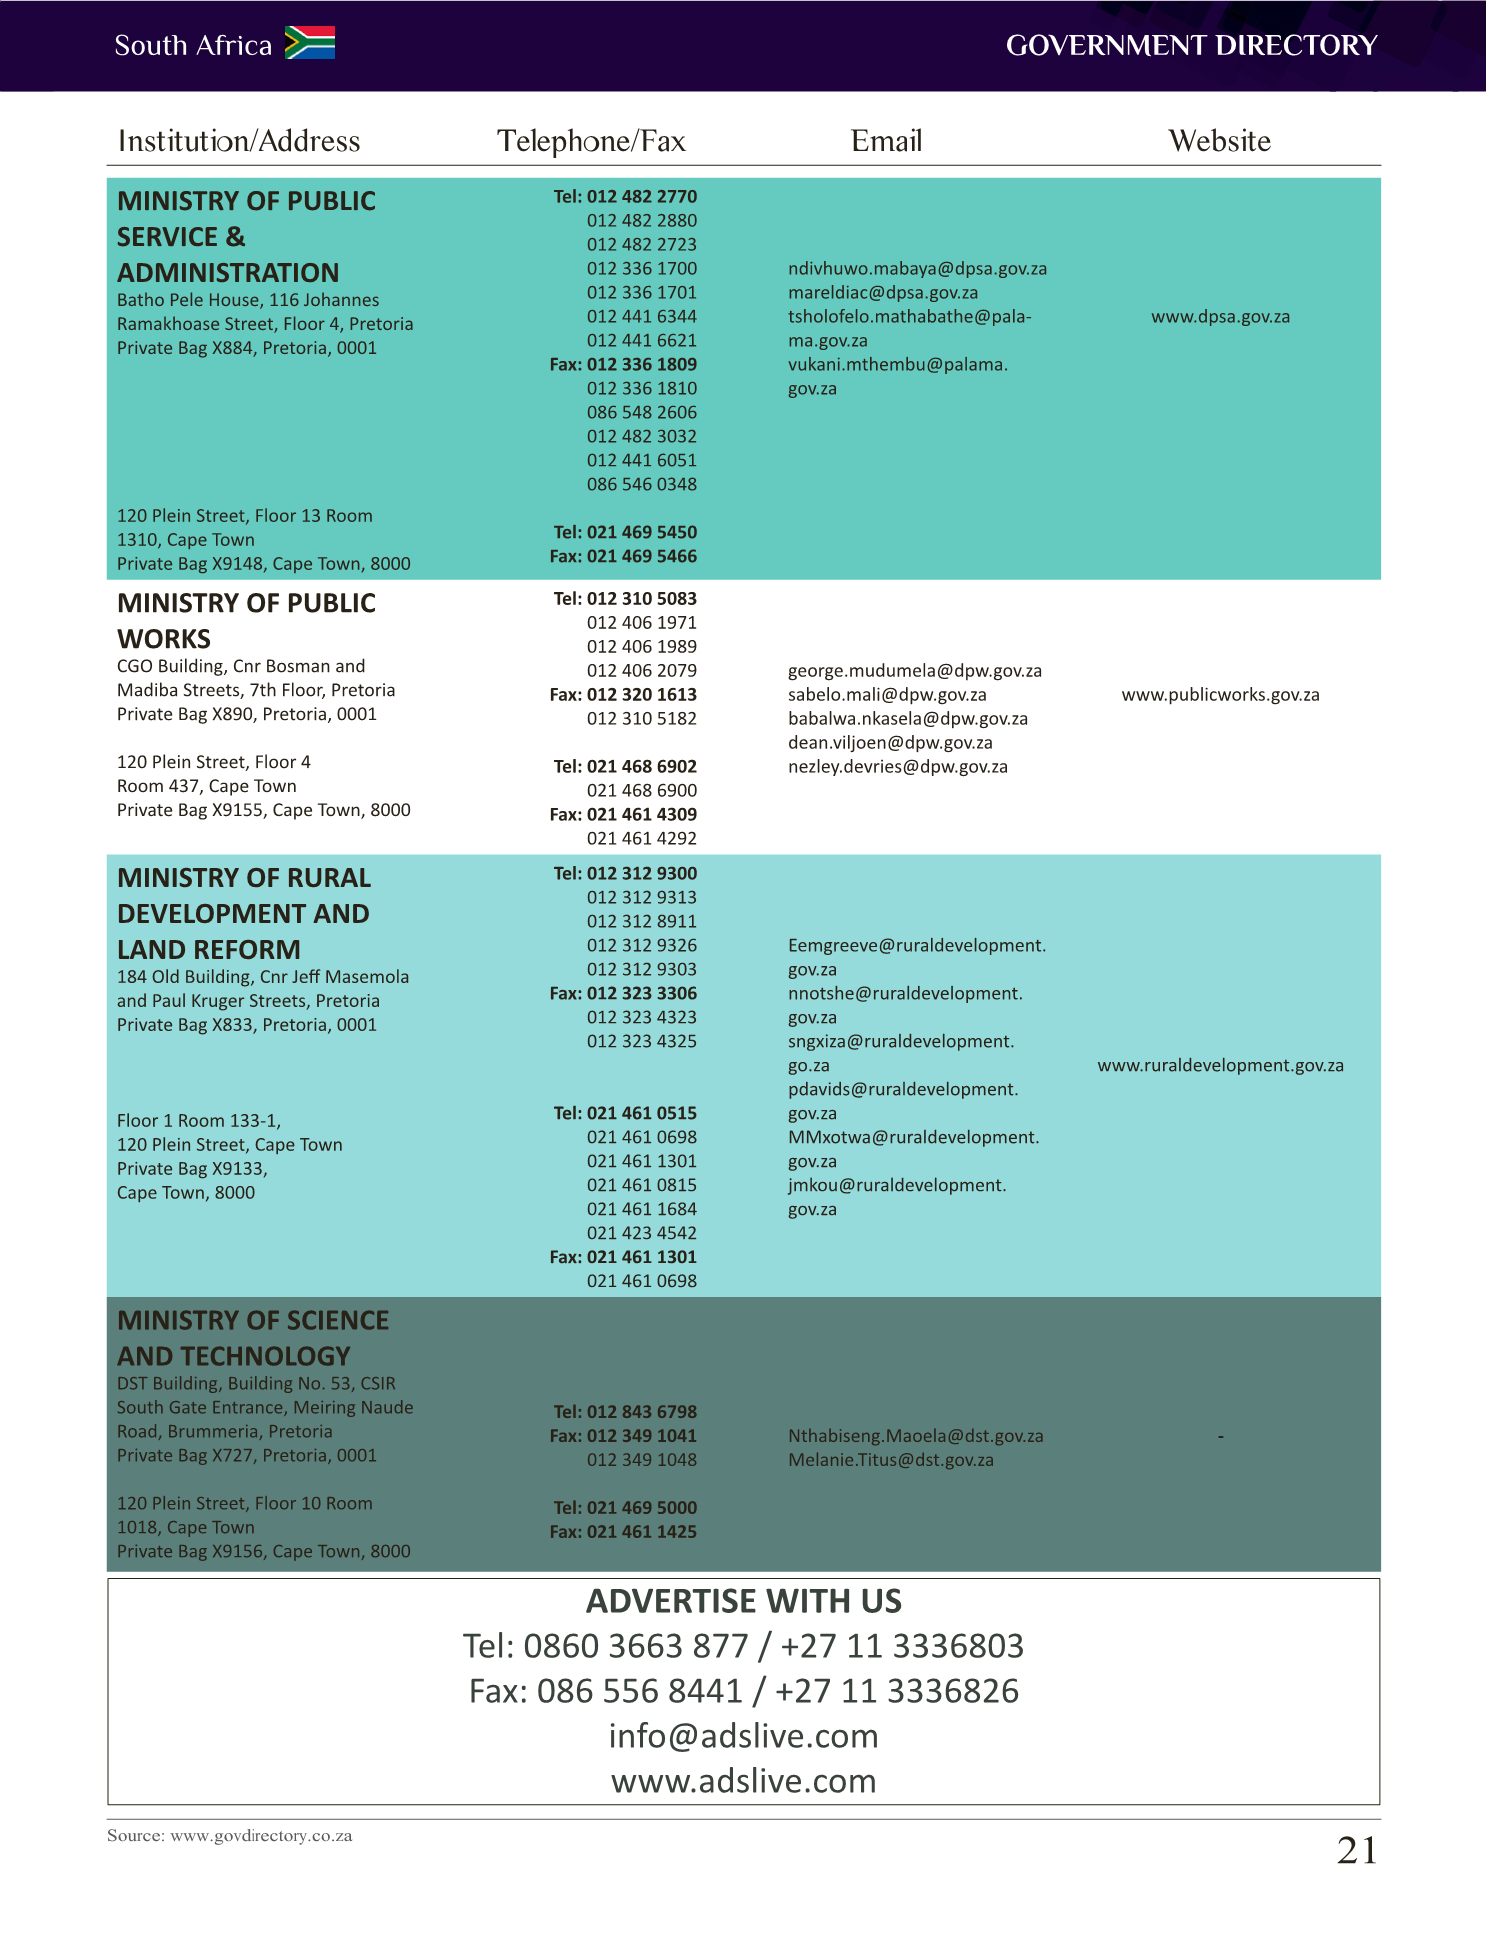 South Africa
GOVERNMENT DIRECTORY
Institution/Address
Telephone/Fax
Email
Website
MINISTRY OF PUBLIC
SERVICE &
ADMINISTRATION
Batho Pele House, 116 Johannes
Ramakhoase Street, Floor 4, Pretoria
Private Bag X884, Pretoria, 0001
120 Plein Street, Floor 13 Room
1310, Cape Town
Private Bag X9148, Cape Town, 8000
Tel: 012 482 2770
012 482 2880
012 482 2723
012 336 1700
012 336 1701
012 441 6344
012 441 6621
Fax: 012 336 1809
012 336 1810
086 548 2606
012 482 3032
012 441 6051
086 546 0348
Tel: 021 469 5450
Fax: 021 469 5466
ndivhuwo.mabaya@dpsa.gov.za
mareldiac@dpsa.gov.za
tsholofelo.mathabathe@pala-
ma.gov.za
vukani.mthembu@palama.
gov.za
www.dpsa.gov.za
MINISTRY OF PUBLIC
WORKS
CGO Building, Cnr Bosman and
Madiba Streets, 7th Floor, Pretoria
Private Bag X890, Pretoria, 0001
120 Plein Street, Floor 4
Room 437, Cape Town
Private Bag X9155, Cape Town, 8000
Tel: 012 310 5083
012 406 1971
012 406 1989
012 406 2079
Fax: 012 320 1613
012 310 5182
Tel: 021 468 6902
021 468 6900
Fax: 021 461 4309
021 461 4292
george.mudumela@dpw.gov.za
sabelo.mali@dpw.gov.za
babalwa.nkasela@dpw.gov.za
dean.viljoen@dpw.gov.za
nezley.devries@dpw.gov.za
www.publicworks.gov.za
MINISTRY OF RURAL
DEVELOPMENT AND
LAND REFORM
184 Old Building, Cnr Jeff Masemola
and Paul Kruger Streets, Pretoria
Private Bag X833, Pretoria, 0001
Floor 1 Room 133-1,
120 Plein Street, Cape Town
Private Bag X9133,
Cape Town, 8000
Tel: 012 312 9300
012 312 9313
012 312 8911
012 312 9326
012 312 9303
Fax: 012 323 3306
012 323 4323
012 323 4325
Tel: 021 461 0515
021 461 0698
021 461 1301
021 461 0815
021 461 1684
021 423 4542
Fax: 021 461 1301
021 461 0698
Eemgreeve@ruraldevelopment.
gov.za
nnotshe@ruraldevelopment.
gov.za
sngxiza@ruraldevelopment.
go.za
pdavids@ruraldevelopment.
gov.za
MMxotwa@ruraldevelopment.
gov.za
jmkou@ruraldevelopment.
gov.za
www.ruraldevelopment.gov.za
MINISTRY OF SCIENCE
AND TECHNOLOGY
DST Building, Building No. 53, CSIR
South Gate Entrance, Meiring Naude
Road, Brummeria, Pretoria
Private Bag X727, Pretoria, 0001
120 Plein Street, Floor 10 Room
1018, Cape Town
Private Bag X9156, Cape Town, 8000
Tel: 012 843 6798
Fax: 012 349 1041
012 349 1048
Tel: 021 469 5000
Fax: 021 461 1425
Nthabiseng.Maoela@dst.gov.za
Melanie.Titus@dst.gov.za
-
ADVERTISE WITH US
Tel: 0860 3663 877 / +27 11 3336803
Fax: 086 556 8441 / +27 11 3336826
info@adslive.com
www.adslive.com
Source: www.govdirectory.co.za
21